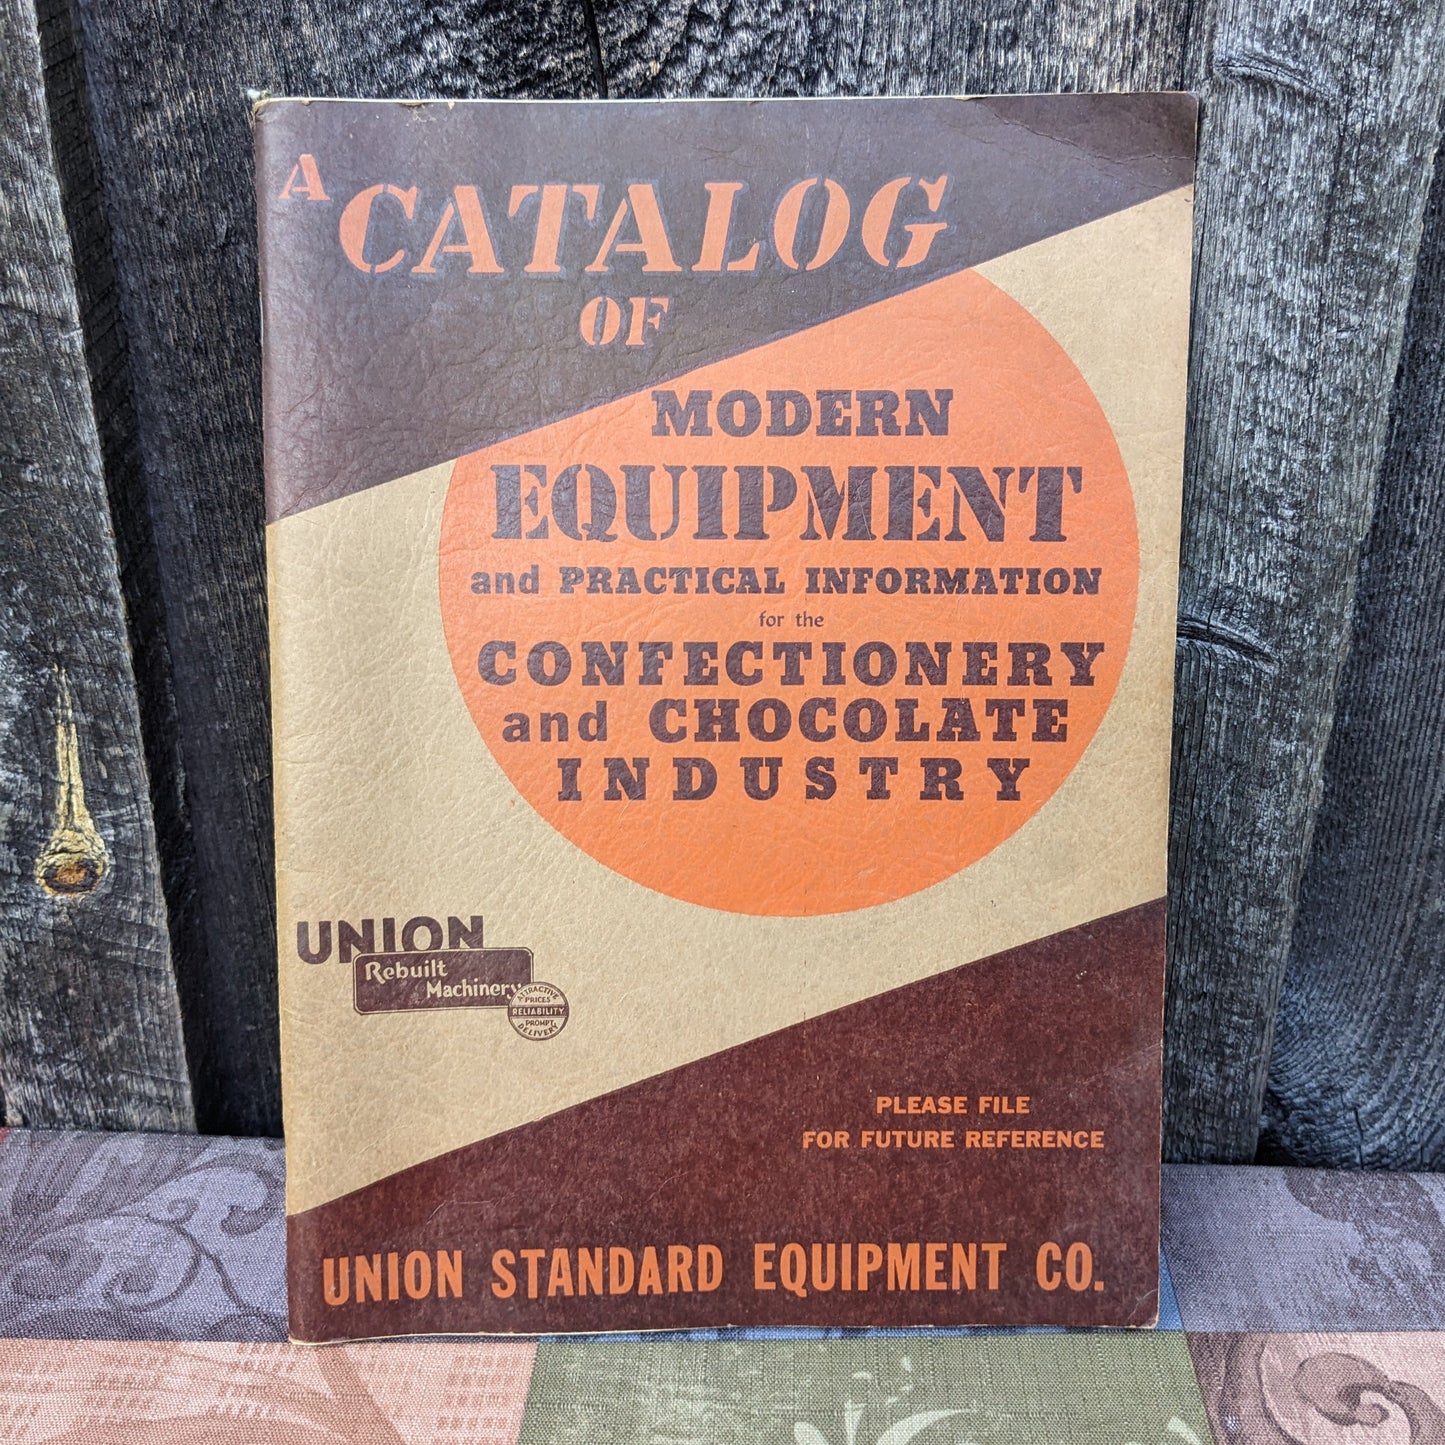 A CATALOG
OF
MODERN
EQUIPMENT
and PRACTICAL INFORMATION
for the
CONFECTIONERY
and CHOCOLATE
INDUSTRY
UNION
Rebuilt
Machinery
ATTRACTIVE
PRICES
RELIABILITY
PROMPT
DELIVERY
PLEASE FILE
FOR FUTURE REFERENCE
UNION STANDARD EQUIPMENT CO.